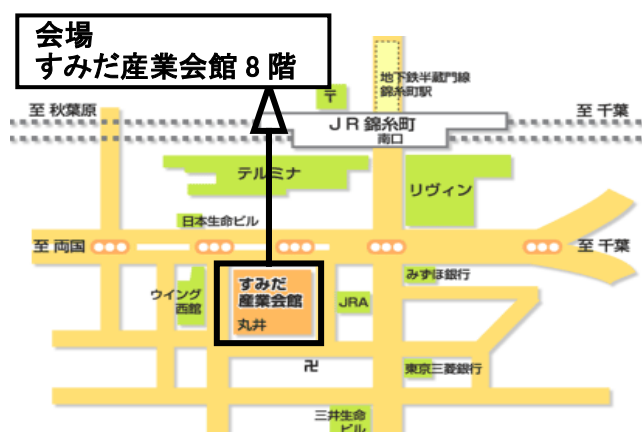 会場
すみだ産業会館 8 階
地下鉄半蔵門線
錦糸町駅
〒
至 秋葉原
至 千葉
JR 錦糸町
南口
テルミナ
リヴィン
日本生命ビル
至 両国
至 千葉
みずほ銀行
ウイング
西館
すみだ
産業会館
丸井
JRA
卍
東京三菱銀行
三井生命
ビル